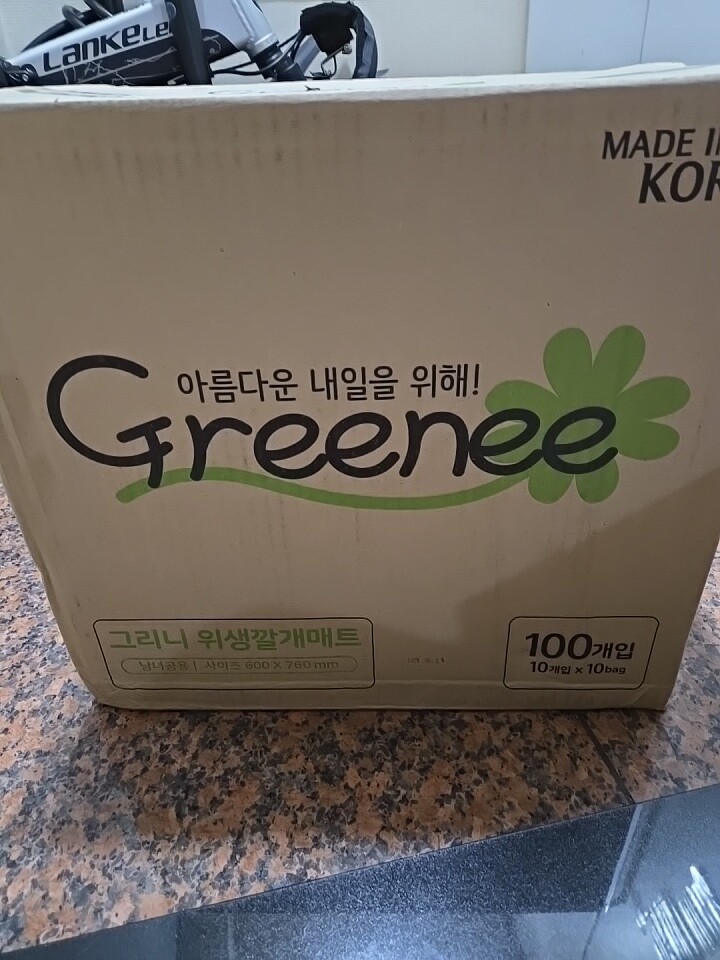 LANKELE
MADE IN
KOR
아름다운 내일을 위해!
Greenee
그리니 위생깔개매트
남녀공용 | 사이즈 600 X 760 mm
100개입
10개입 x 10bag